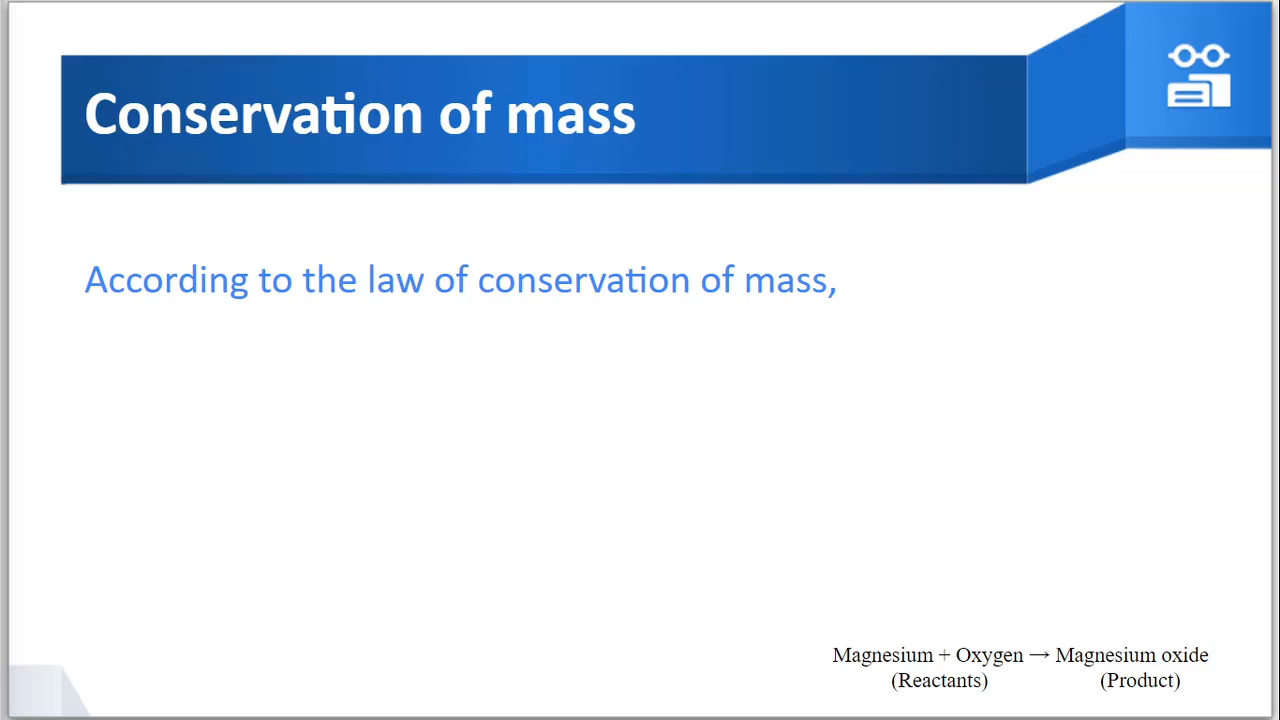 Conservation of mass
According to the law of conservation of mass,
Magnesium + Oxygen → Magnesium oxide
(Reactants) (Product)